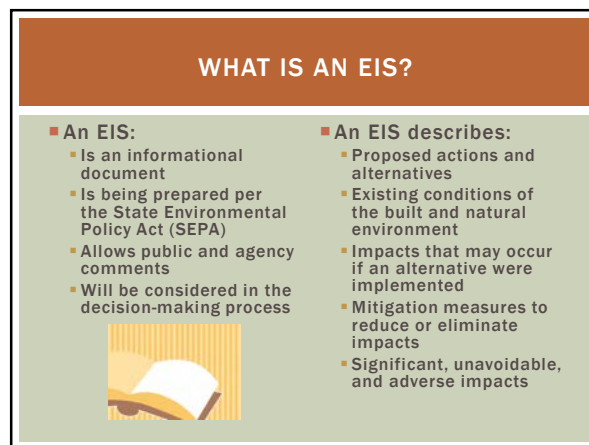 WHAT IS AN EIS?
An EIS:
Is an informational
document
Is being prepared per
the State Environmental
Policy Act (SEPA)
Allows public and agency
comments
Will be considered in the
decision-making process
An EIS describes:
Proposed actions and
alternatives
Existing conditions of
the built and natural
environment
Impacts that may occur
if an alternative were
implemented
Mitigation measures to
reduce or eliminate
impacts
Significant, unavoidable,
and adverse impacts